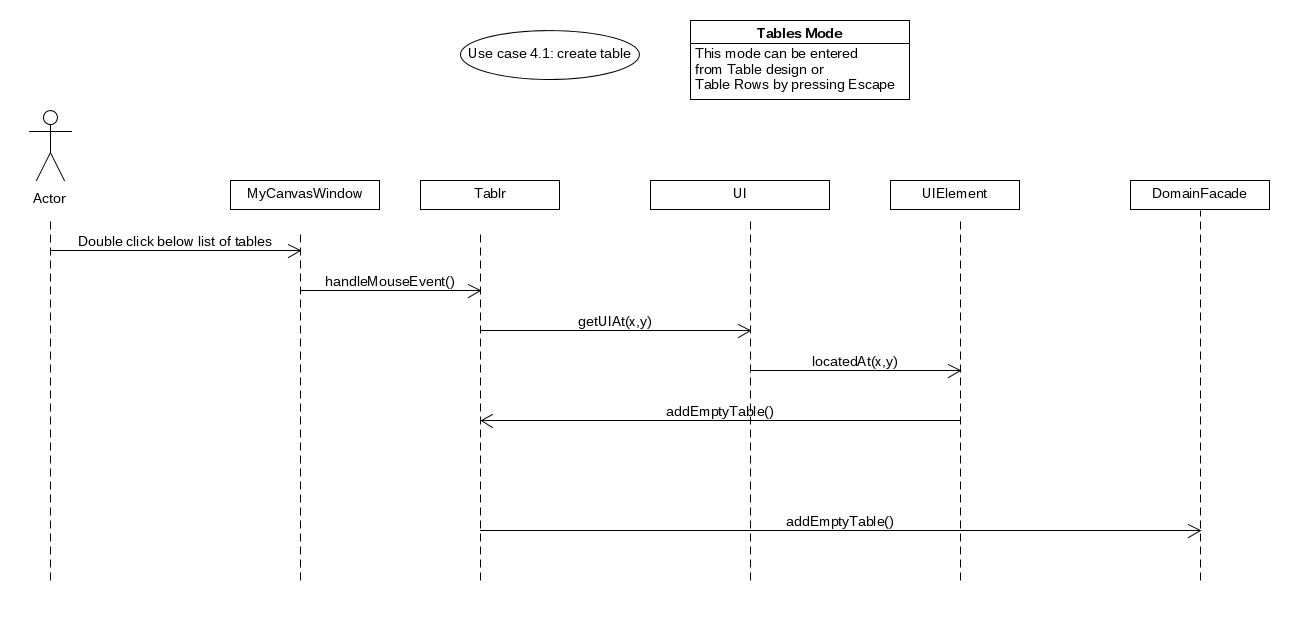 Use case 4.1: create table
Tables Mode
This mode can be entered
from Table design or
Table Rows by pressing Escape
Actor
MyCanvasWindow
Tablr
UI
UIElement
DomainFacade
Double click below list of tables
handleMouseEvent()
getUIAt(x,y)
locatedAt(x,y)
addEmptyTable()
addEmptyTable()